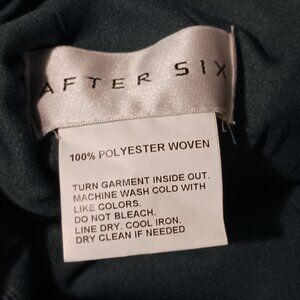 AFTER SIX
100% POLYESTER WOVEN
TURN GARMENT INSIDE OUT.
MACHINE WASH COLD WITH
LIKE COLORS.
DO NOT BLEACH.
LINE DRY. COOL IRON.
DRY CLEAN IF NEEDED